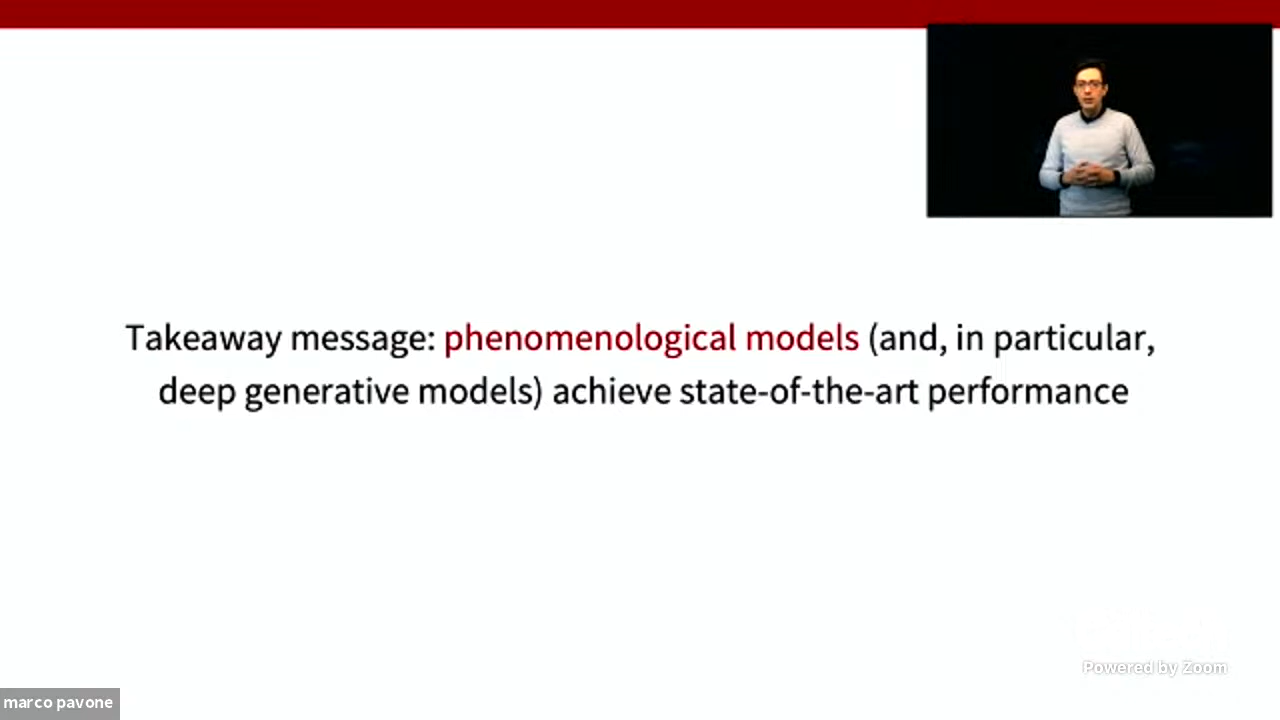 Takeaway message: phenomenological models (and, in particular,
deep generative models) achieve state-of-the-art performance
Powered by Zoom
marco pavone